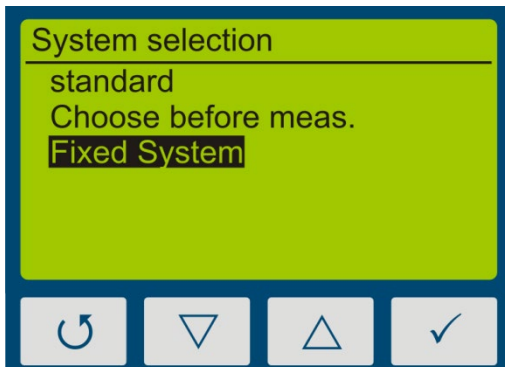 System selection
standard
Choose before meas.
Fixed System